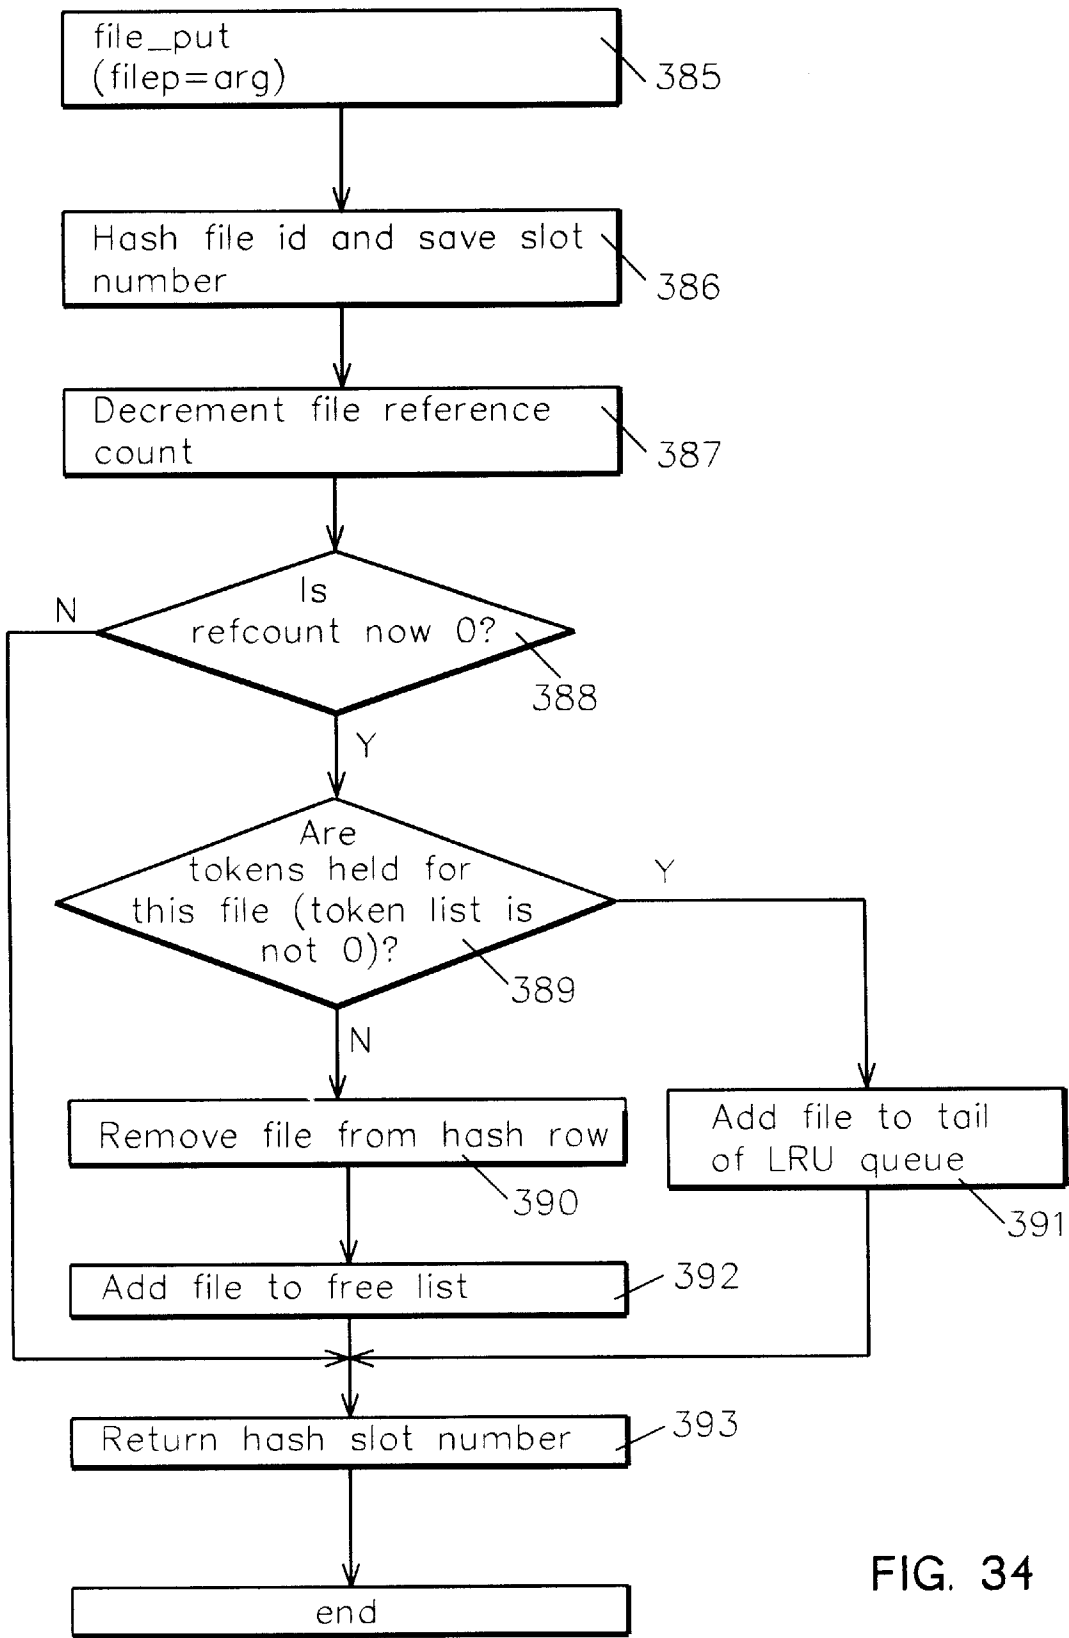 file_put
(filep=arg)
385
Hash file id and save slot
number
386
Decrement file reference
count
387
N
Is
refcount now 0?
388
Y
Are
tokens held for
this file (token list is
not 0)?
389
Y
N
Remove file from hash row
390
Add file to tail
of LRU queue
391
Add file to free list
392
Return hash slot number
393
end
FIG. 34